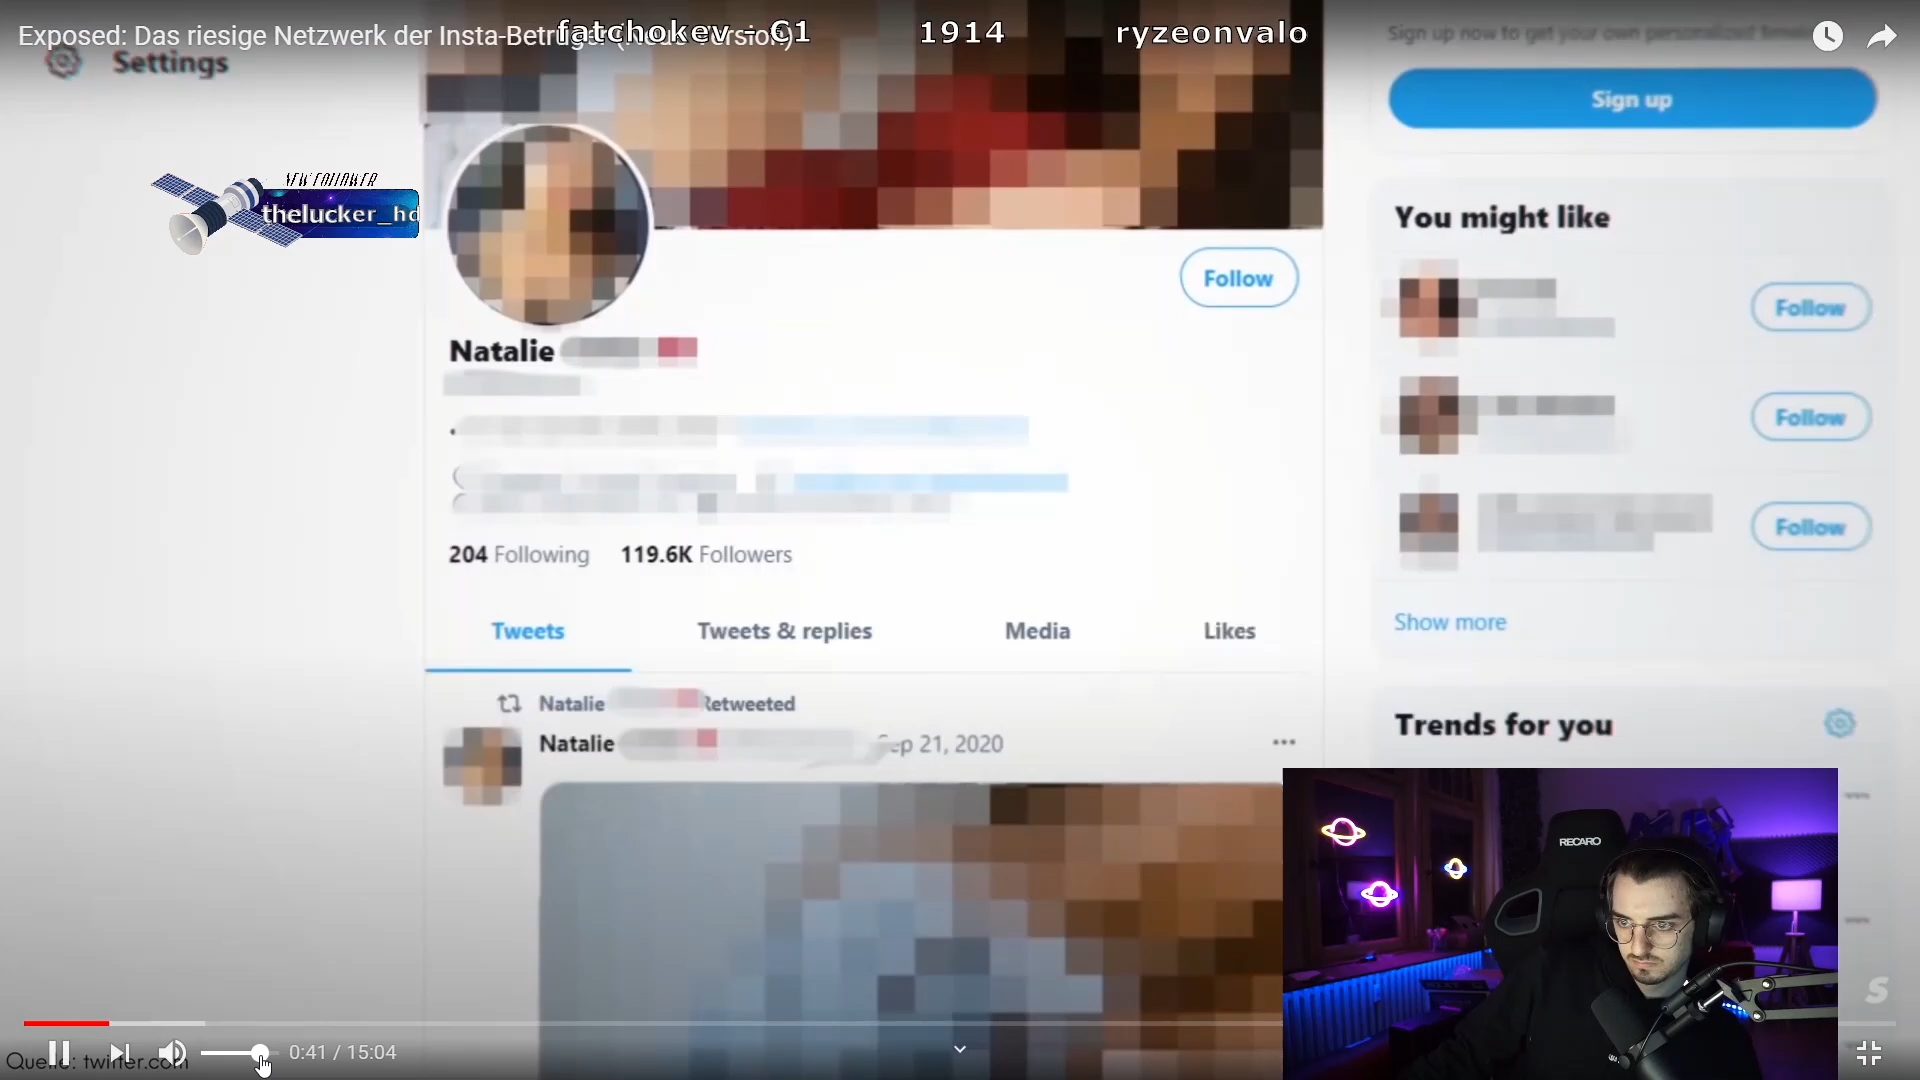 Exposed: Das riesige Netzwerk der Insta-Betrüger (Neue Version)
fatchokev - €1
1914
ryzeonvalo
Settings
Sign up now to get your own personalized timeline!
Sign up
NEW FOLLOWER
thelucker_hd
You might like
Follow
Follow
Natalie
Follow
204 Following 119.6K Followers
Follow
Show more
Tweets Tweets & replies Media Likes
Natalie Retweeted
Natalie Sep 21, 2020
Trends for you
RECARO
S
0:41 / 15:04
Quelle: twitter.com